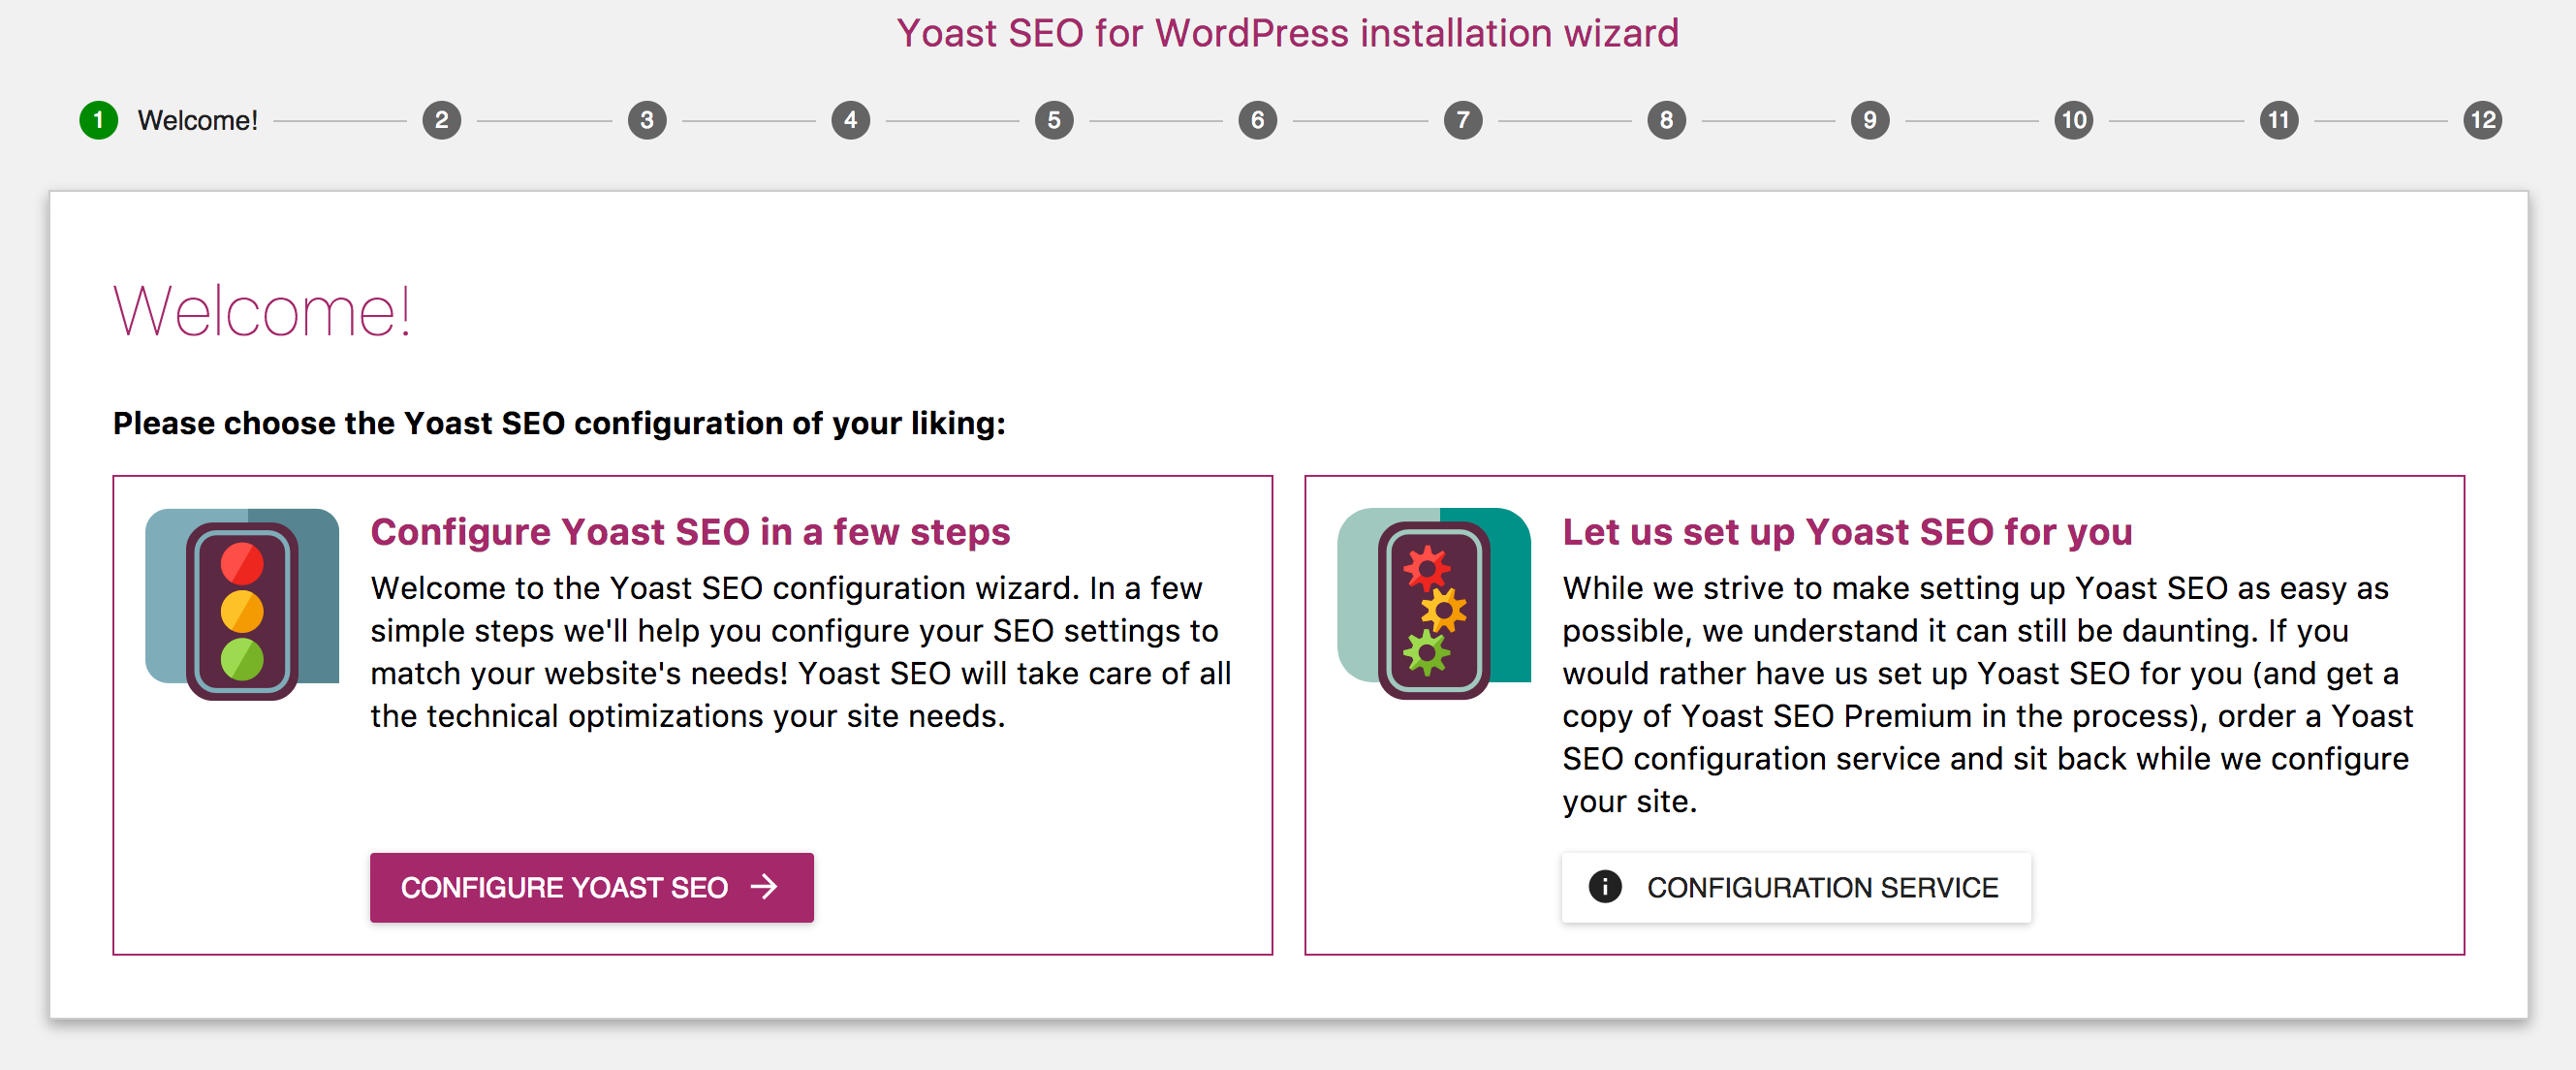 Yoast SEO for WordPress installation wizard
1 Welcome! 2 3 4 5 6 7 8 9 10 11 12
Welcome!
Please choose the Yoast SEO configuration of your liking:
Configure Yoast SEO in a few steps
Welcome to the Yoast SEO configuration wizard. In a few
simple steps we'll help you configure your SEO settings to
match your website's needs! Yoast SEO will take care of all
the technical optimizations your site needs.
CONFIGURE YOAST SEO
Let us set up Yoast SEO for you
While we strive to make setting up Yoast SEO as easy as
possible, we understand it can still be daunting. If you
would rather have us set up Yoast SEO for you (and get a
copy of Yoast SEO Premium in the process), order a Yoast
SEO configuration service and sit back while we configure
your site.
CONFIGURATION SERVICE